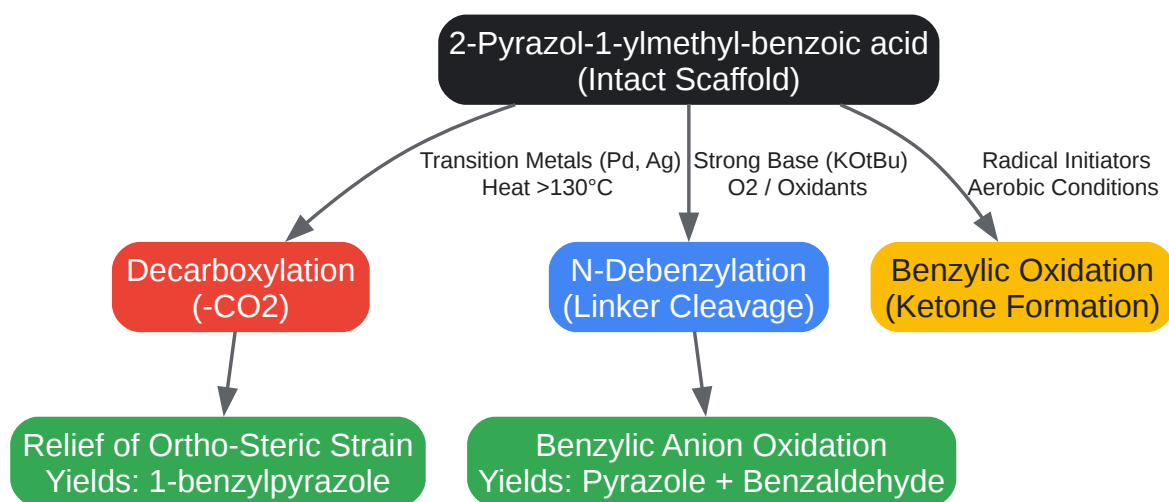 2-Pyrazol-1-ylmethyl-benzoic acid
(Intact Scaffold)
Transition Metals (Pd, Ag)
Heat >130°C
Strong Base (KOtBu)
O2 / Oxidants
Radical Initiators
Aerobic Conditions
Decarboxylation
(-CO2)
N-Debenzylation
(Linker Cleavage)
Benzylic Oxidation
(Ketone Formation)
Relief of Ortho-Steric Strain
Yields: 1-benzylpyrazole
Benzylic Anion Oxidation
Yields: Pyrazole + Benzaldehyde